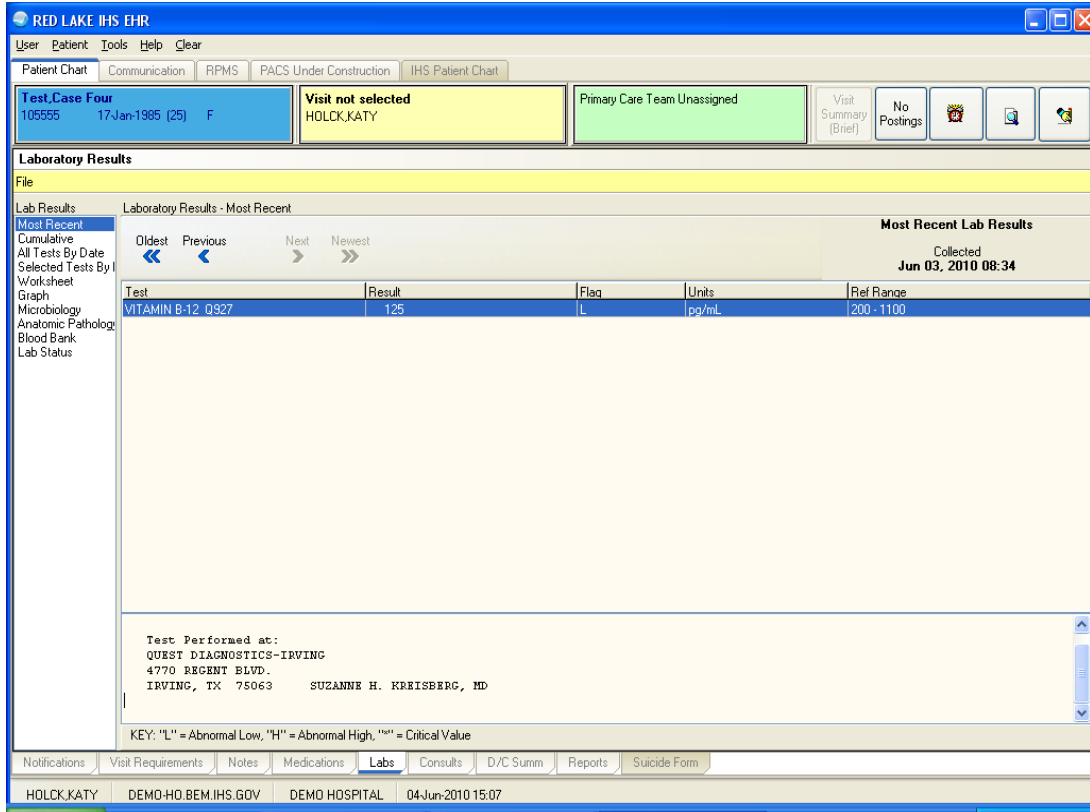 RED LAKE IHS EHR
User Patient Tools Help Clear
Patient Chart Communication RPMS PACS Under Construction IHS Patient Chart
Test,Case Four
105555 17-Jan-1985 (25) F
Visit not selected
HOLCK,KATY
Primary Care Team Unassigned
Visit
Summary
(Brief)
No
Postings
Laboratory Results
File
Lab Results
Most Recent
Cumulative
All Tests By Date
Selected Tests By
Worksheet
Graph
Microbiology
Anatomic Patholog
Blood Bank
Lab Status
Laboratory Results - Most Recent
Oldest Previous Next Newest
Most Recent Lab Results
Collected
Jun 03, 2010 08:34
Test Result Flag Units Ref Range
VITAMIN B-12 Q927 125 L pg/mL 200 - 1100
Test Performed at:
QUEST DIAGNOSTICS-IRVING
4770 REGENT BLVD.
IRVING, TX 75063 SUZANNE H. KREISBERG, MD
KEY: "L" = Abnormal Low, "H" = Abnormal High, "*" = Critical Value
Notifications Visit Requirements Notes Medications Labs Consults D/C Summ Reports Suicide Form
HOLCK,KATY DEMO-HO.BEM.IHS.GOV DEMO HOSPITAL 04-Jun-2010 15:07